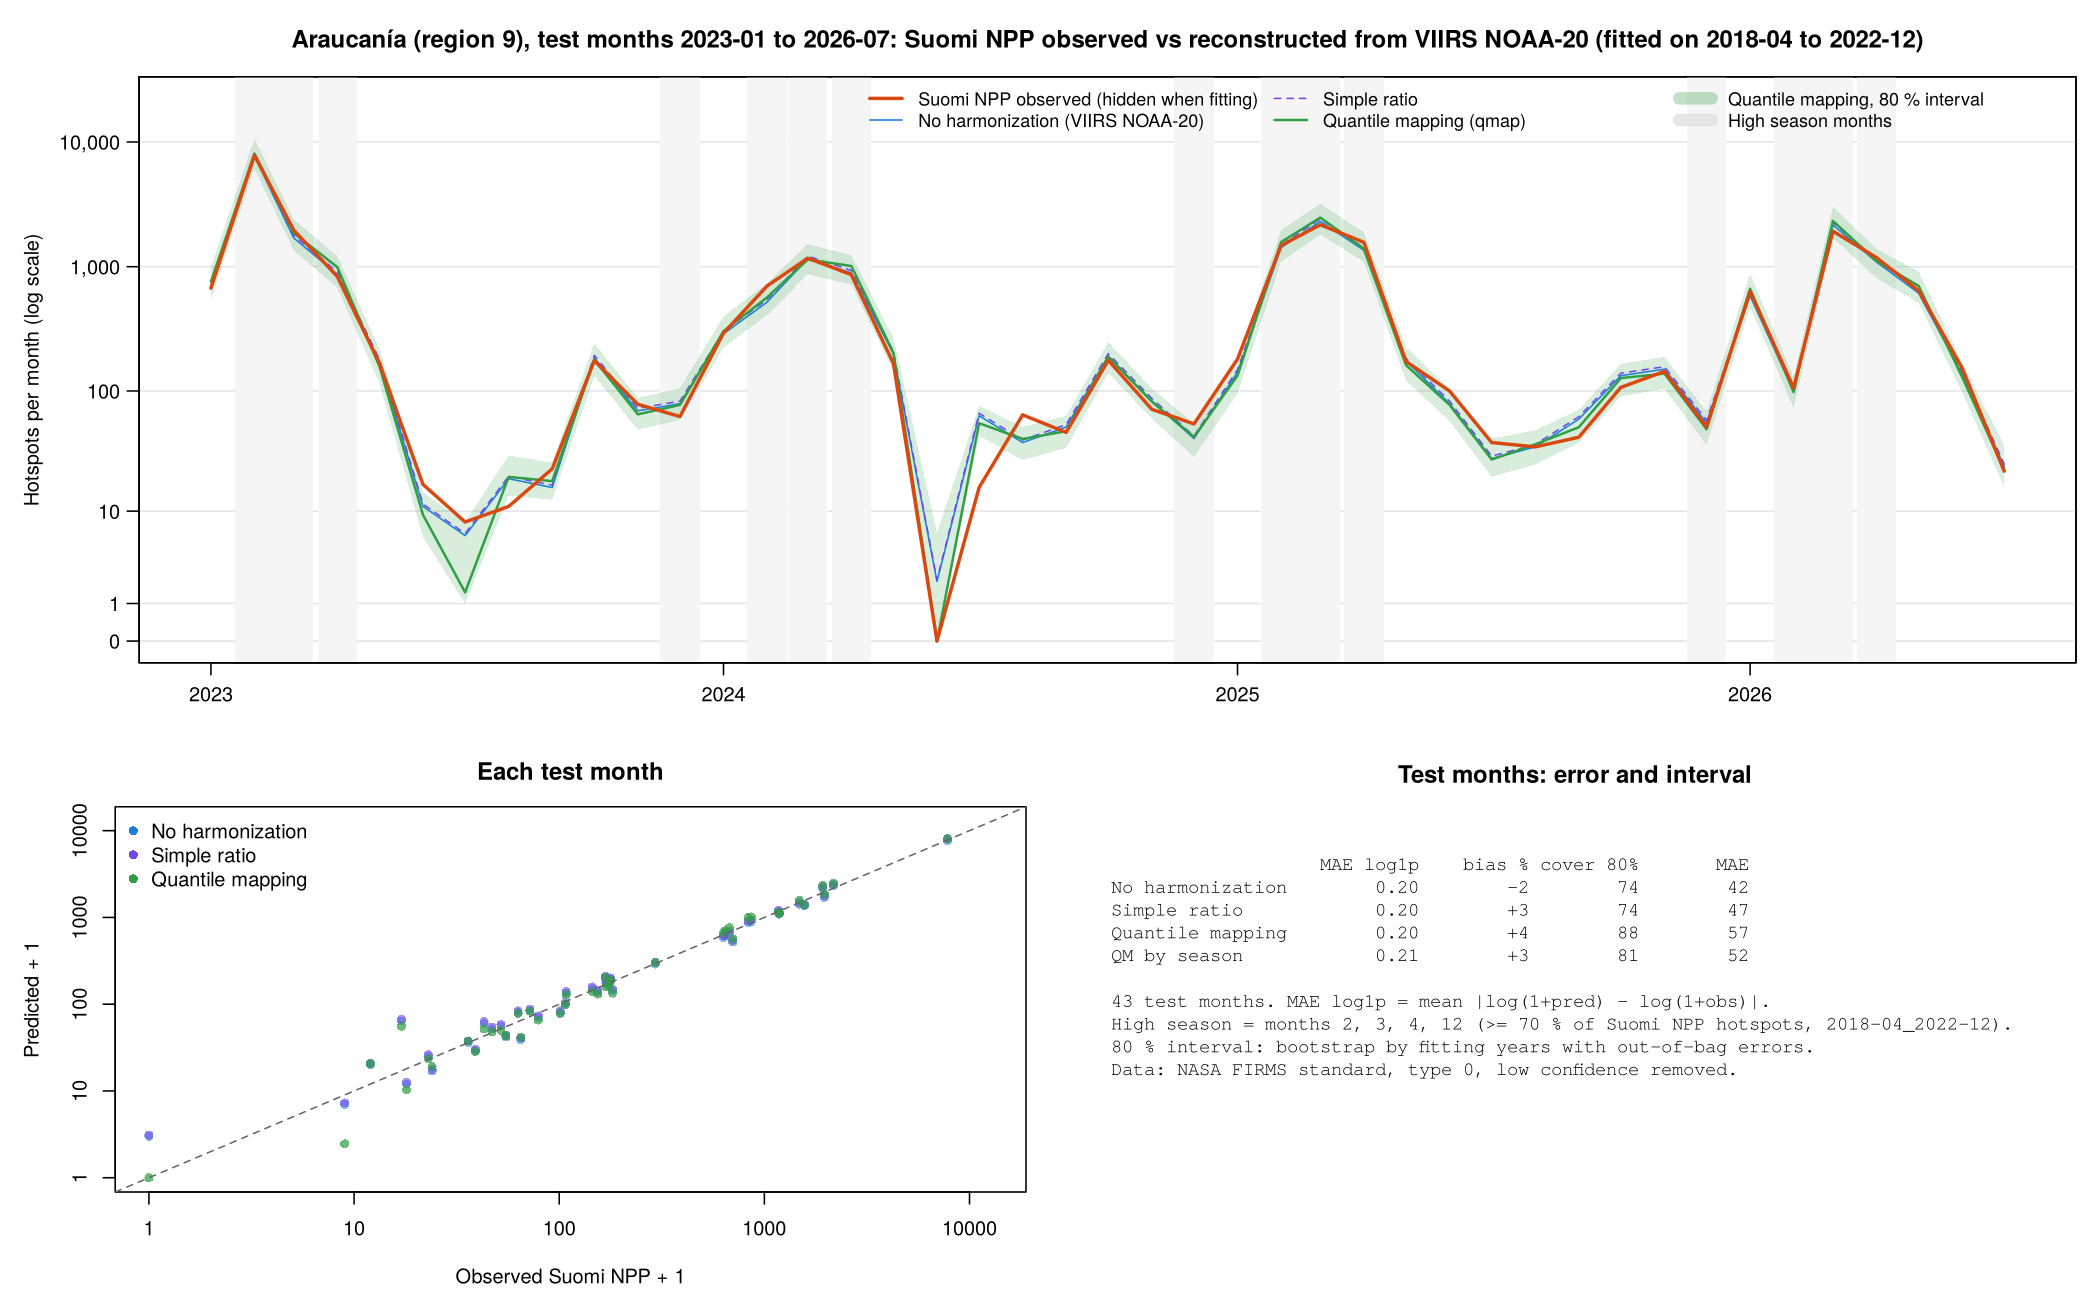 Araucanía (region 9), test months 2023-01 to 2026-07: Suomi NPP observed vs reconstructed from VIIRS NOAA-20 (fitted on 2018-04 to 2022-12)
Suomi NPP observed (hidden when fitting)
No harmonization (VIIRS NOAA-20)
Simple ratio
Quantile mapping (qmap)
Quantile mapping, 80 % interval
High season months
Hotspots per month (log scale)
10,000
1,000
100
10
1
0
2023
2024
2025
2026
Each test month
No harmonization
Simple ratio
Quantile mapping
Predicted + 1
10000
1000
100
10
1
1
10
100
1000
10000
Observed Suomi NPP + 1
Test months: error and interval
MAE log1p bias % cover 80% MAE
No harmonization 0.20 −2 74 42
Simple ratio 0.20 +3 74 47
Quantile mapping 0.20 +4 88 57
QM by season 0.21 +3 81 52
43 test months. MAE log1p = mean |log(1+pred) − log(1+obs)|.
High season = months 2, 3, 4, 12 (>= 70 % of Suomi NPP hotspots, 2018−04_2022−12).
80 % interval: bootstrap by fitting years with out−of−bag errors.
Data: NASA FIRMS standard, type 0, low confidence removed.